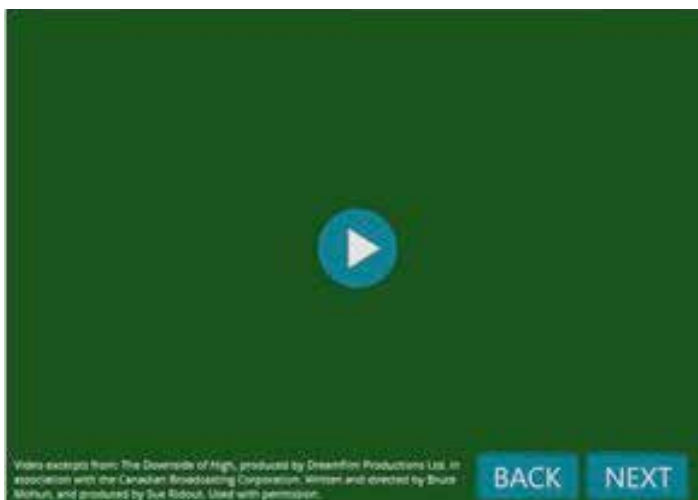 Video excerpts from: The Downside of High, produced by Dreamfilm Productions Ltd. in
association with the Canadian Broadcasting Corporation. Written and directed by Bruce
Mohun, and produced by Sue Ridout. Used with permission.
BACK NEXT